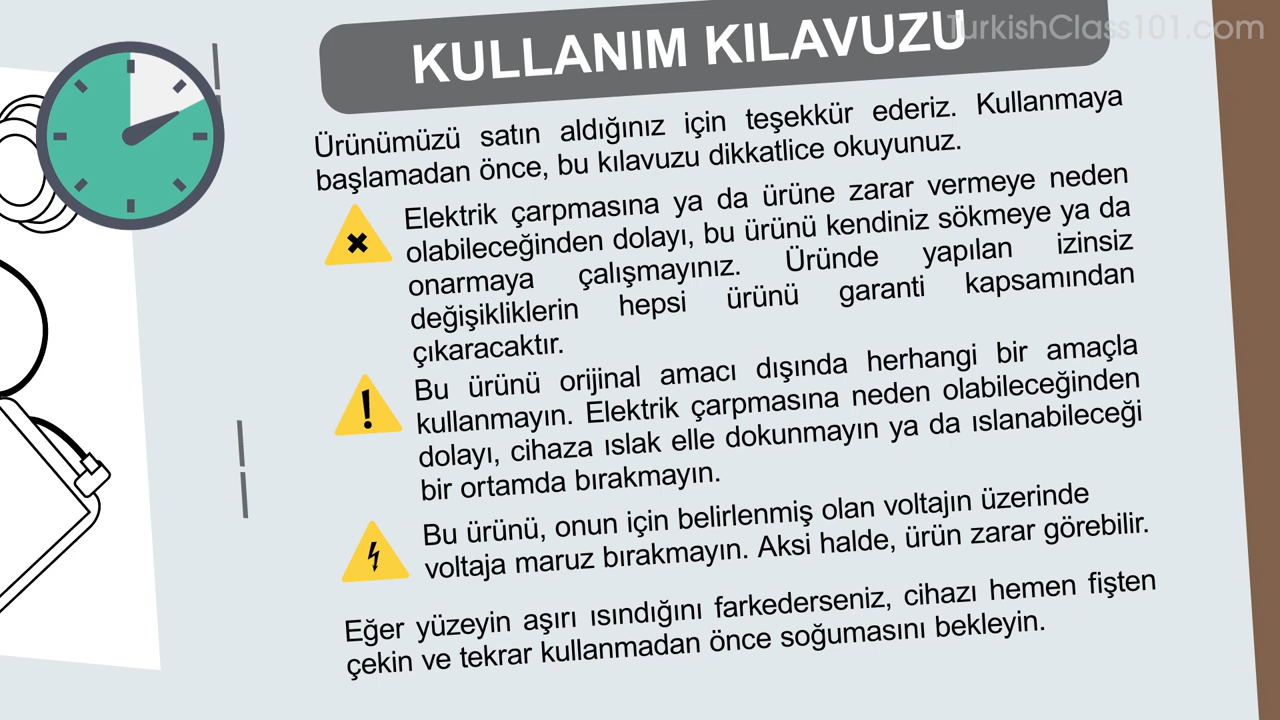 TurkishClass101.com
KULLANIM KILAVUZU
Ürünümüzü satın aldığınız için teşekkür ederiz. Kullanmaya
başlamadan önce, bu kılavuzu dikkatlice okuyunuz.
Elektrik çarpmasına ya da ürüne zarar vermeye neden
olabileceğinden dolayı, bu ürünü kendiniz sökmeye ya da
onarmaya çalışmayınız. Üründe yapılan izinsiz
değişikliklerin hepsi ürünü garanti kapsamından
çıkaracaktır.
Bu ürünü orijinal amacı dışında herhangi bir amaçla
kullanmayın. Elektrik çarpmasına neden olabileceğinden
dolayı, cihaza ıslak elle dokunmayın ya da ıslanabileceği
bir ortamda bırakmayın.
Bu ürünü, onun için belirlenmiş olan voltajın üzerinde
voltaja maruz bırakmayın. Aksi halde, ürün zarar görebilir.
Eğer yüzeyin aşırı ısındığını farkederseniz, cihazı hemen fişten
çekin ve tekrar kullanmadan önce soğumasını bekleyin.